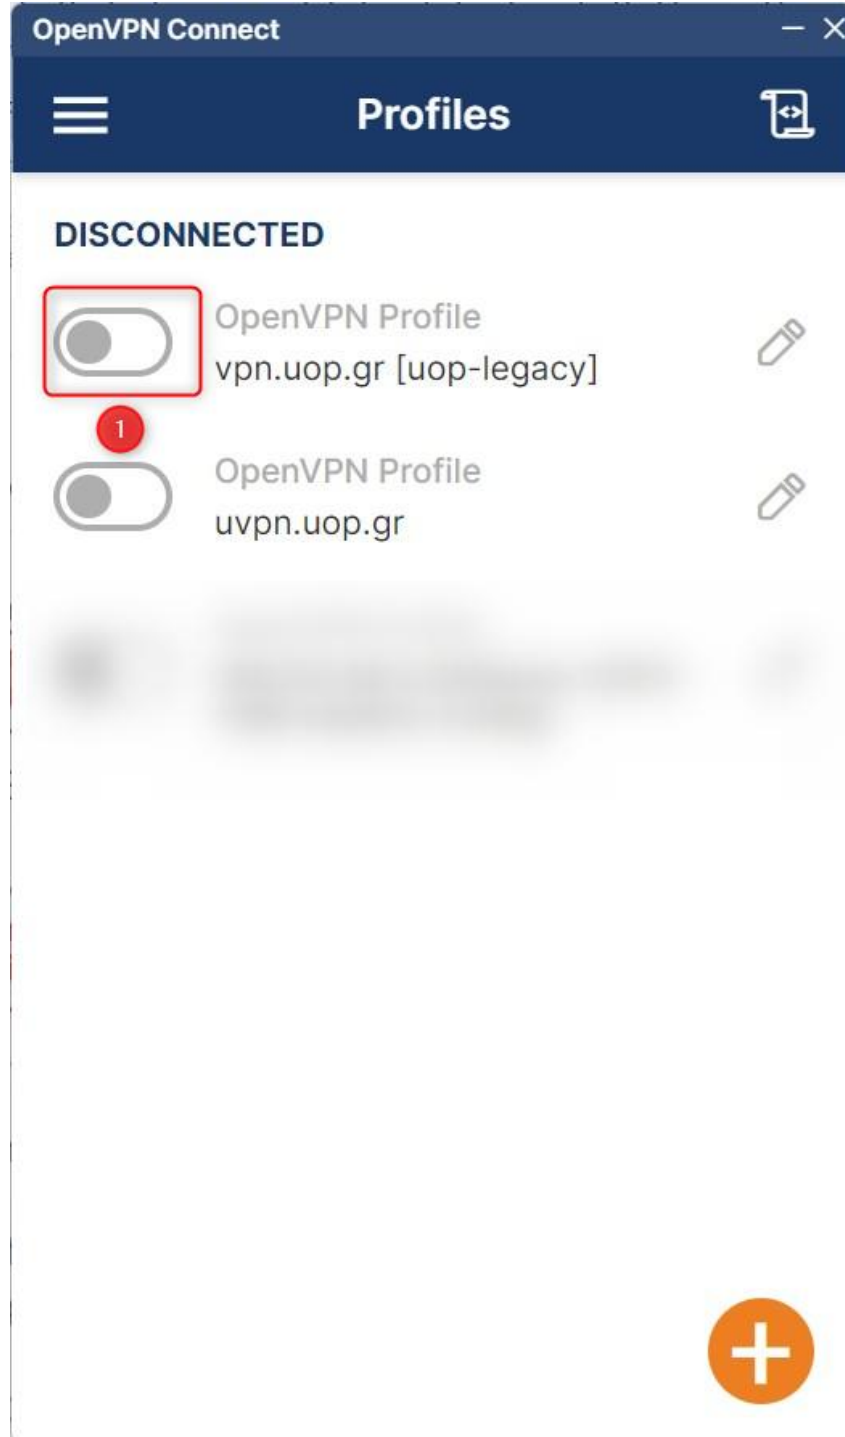 OpenVPN Connect
Profiles
DISCONNECTED
OpenVPN Profile
vpn.uop.gr [uop-legacy]
1
OpenVPN Profile
uvpn.uop.gr